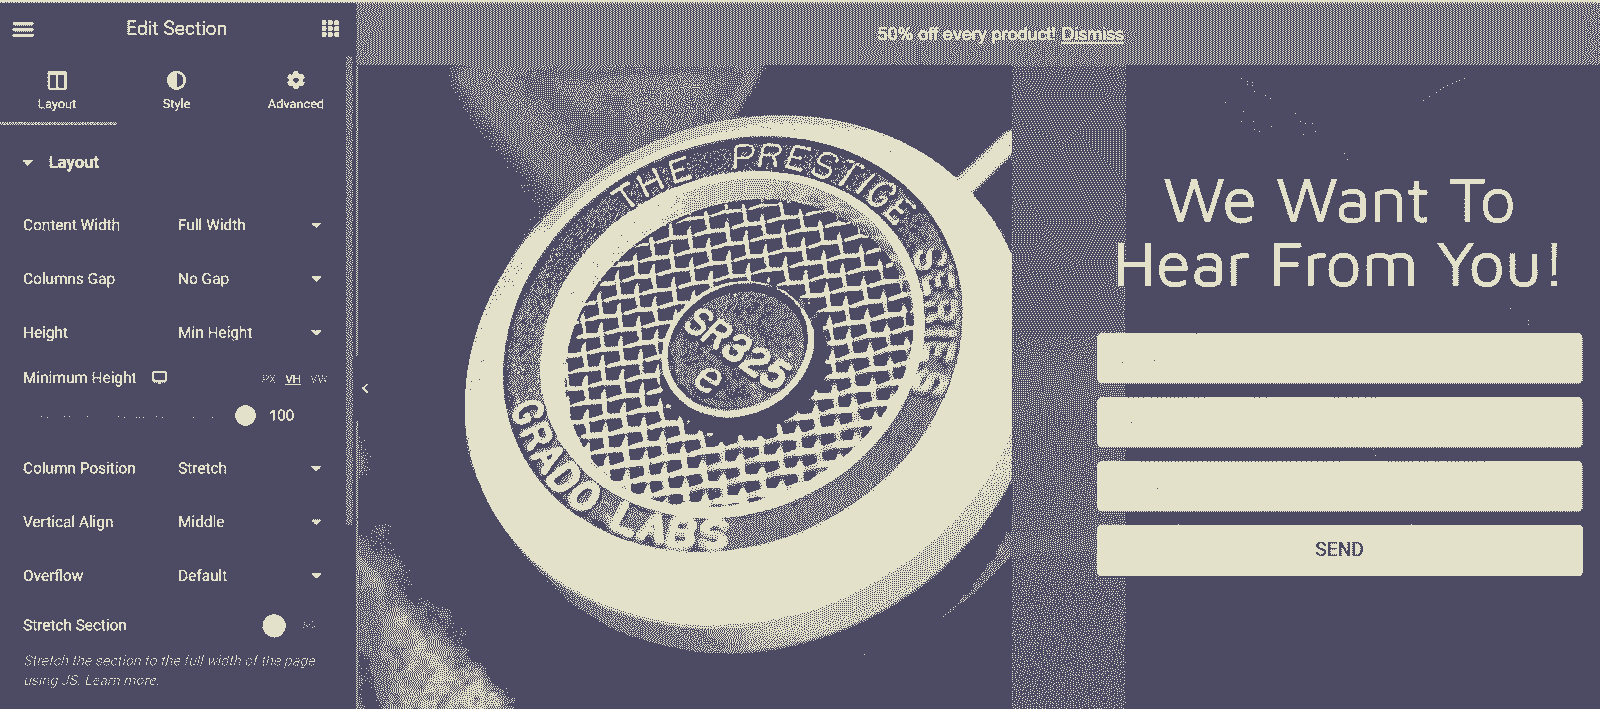 Edit Section
Layout
Style
Advanced
Layout
Content Width Full Width
Columns Gap No Gap
Height Min Height
Minimum Height PX VH VW
100
Column Position Stretch
Vertical Align Middle
Overflow Default
Stretch Section
Stretch the section to the full width of the page
using JS. Learn more.
50% off every product! Dismiss
THE PRESTIGE SERIES
SR325
e
GRADO LABS
We Want To
Hear From You!
SEND